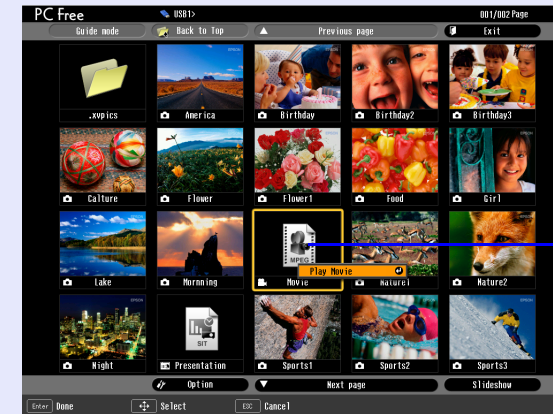 PC Free USB1> 001/002 Page
Guide mode Back to Top Previous page Exit
.xvpics America Birthday Birthday2 Birthday3
Calture Flower Flower1 Food Girl
MPEG
Play Movie
Lake Mornning Movie Nature1 Nature2
SIT
Night Presentation Sports1 Sports2 Sports3
Option Next page Slideshow
Enter Done Select ESC Cancel